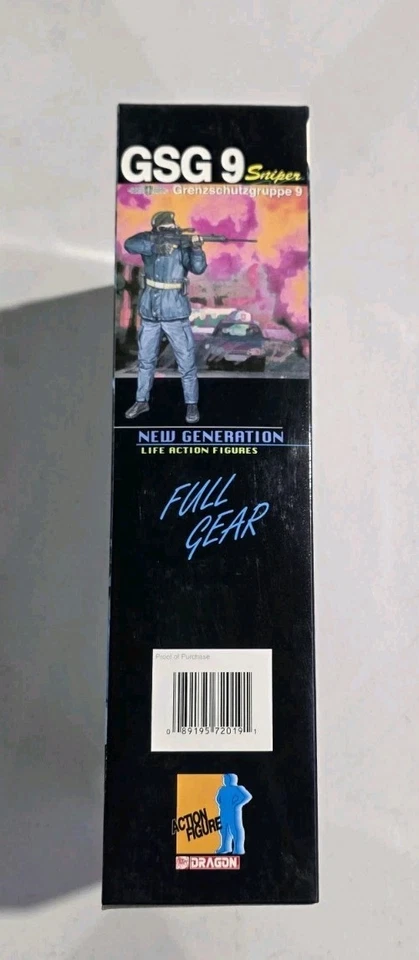 GSG 9 Sniper
Grenzschutzgruppe 9
NEW GENERATION
LIFE ACTION FIGURES
FULL
GEAR
Proof of Purchase
0 89195 72019 1
ACTION
FIGURE
DRAGON